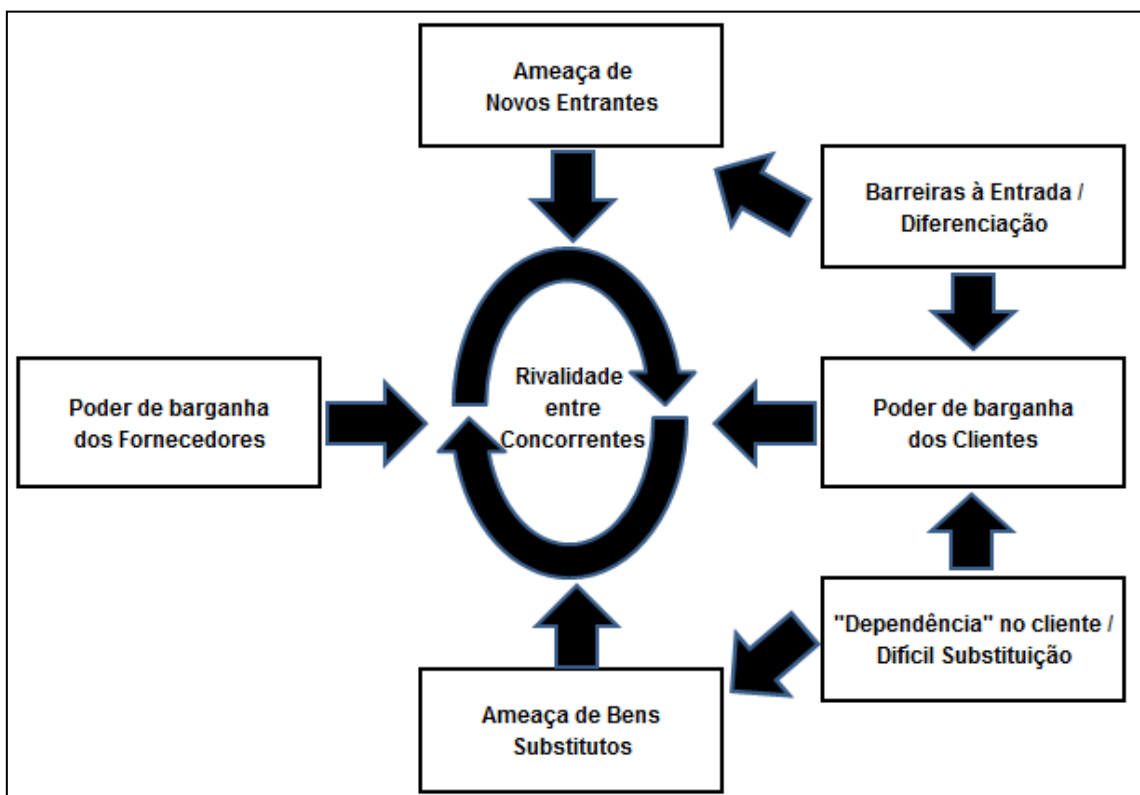 Ameaça de
Novos Entrantes
Barreiras à Entrada /
Diferenciação
Poder de barganha
dos Fornecedores
Rivalidade
entre
Concorrentes
Poder de barganha
dos Clientes
"Dependência" no cliente /
Difícil Substituição
Ameaça de Bens
Substitutos